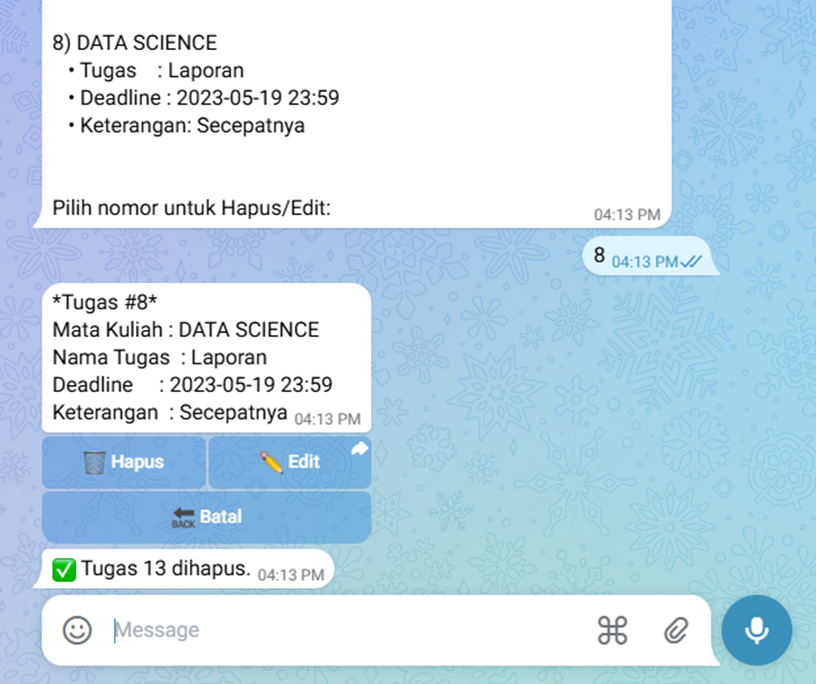 8) DATA SCIENCE
• Tugas : Laporan
• Deadline : 2023-05-19 23:59
• Keterangan: Secepatnya
Pilih nomor untuk Hapus/Edit:
04:13 PM
8 04:13 PM
*Tugas #8*
Mata Kuliah : DATA SCIENCE
Nama Tugas : Laporan
Deadline : 2023-05-19 23:59
Keterangan : Secepatnya 04:13 PM
Hapus
Edit
BACK Batal
Tugas 13 dihapus. 04:13 PM
Message